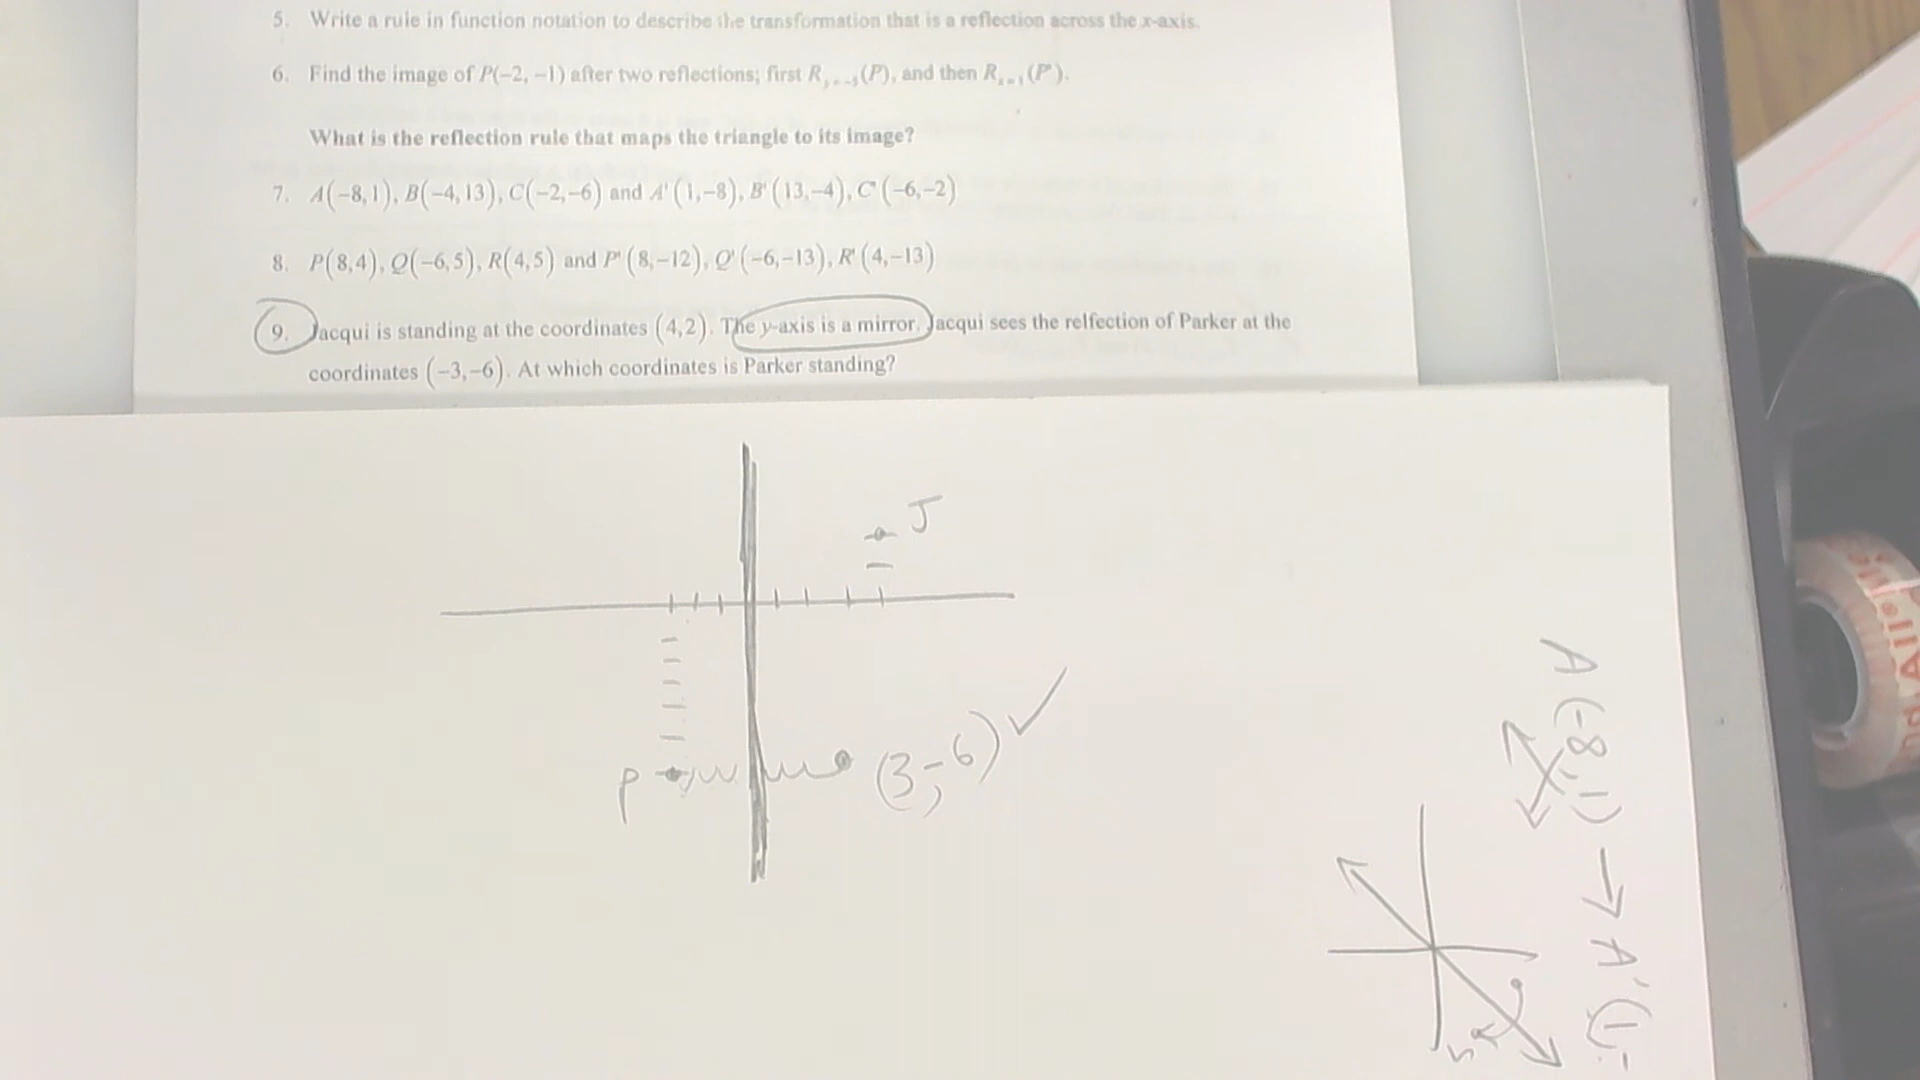 5. Write a rule in function notation to describe the transformation that is a reflection across the x-axis.
6. Find the image of P(−2, −1) after two reflections; first R (P), and then R (P').
What is the reflection rule that maps the triangle to its image?
7. A(−8,1), B(−4,13), C(−2,−6) and A'(1,−8), B'(13,−4), C'(−6,−2)
8. P(8,4), Q(−6,5), R(4,5) and P'(8,−12), Q'(−6,−13), R'(4,−13)
9. Jacqui is standing at the coordinates (4,2). The y-axis is a mirror. Jacqui sees the relfection of Parker at the
coordinates (−3,−6). At which coordinates is Parker standing?
J
P (3,-6) ✓
A(-8,1) → A'(1,-